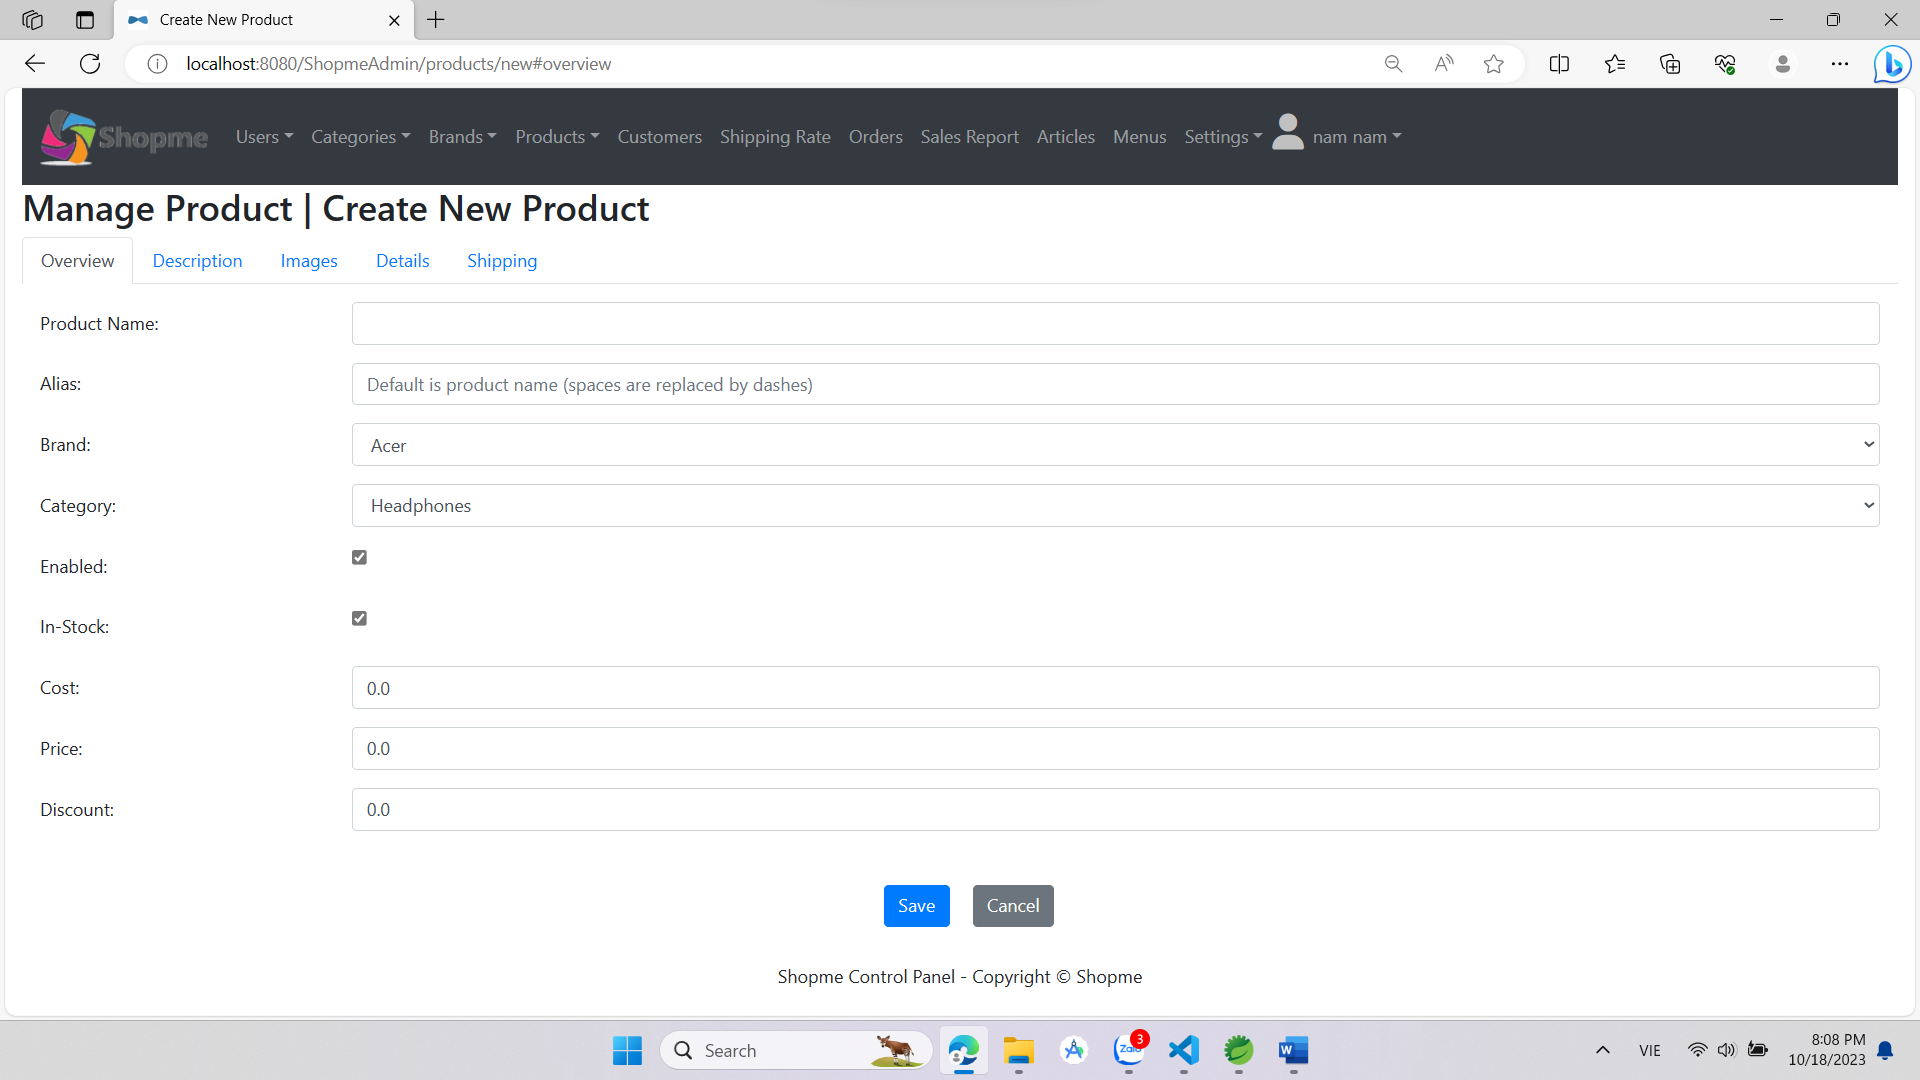 Create New Product
localhost:8080/ShopmeAdmin/products/new#overview
Shopme Users Categories Brands Products Customers Shipping Rate Orders Sales Report Articles Menus Settings nam nam
Manage Product | Create New Product
Overview Description Images Details Shipping
Product Name:
Alias: Default is product name (spaces are replaced by dashes)
Brand: Acer
Category: Headphones
Enabled:
In-Stock:
Cost: 0.0
Price: 0.0
Discount: 0.0
Save Cancel
Shopme Control Panel - Copyright © Shopme
Search
Zalo
3
VIE
8:08 PM
10/18/2023